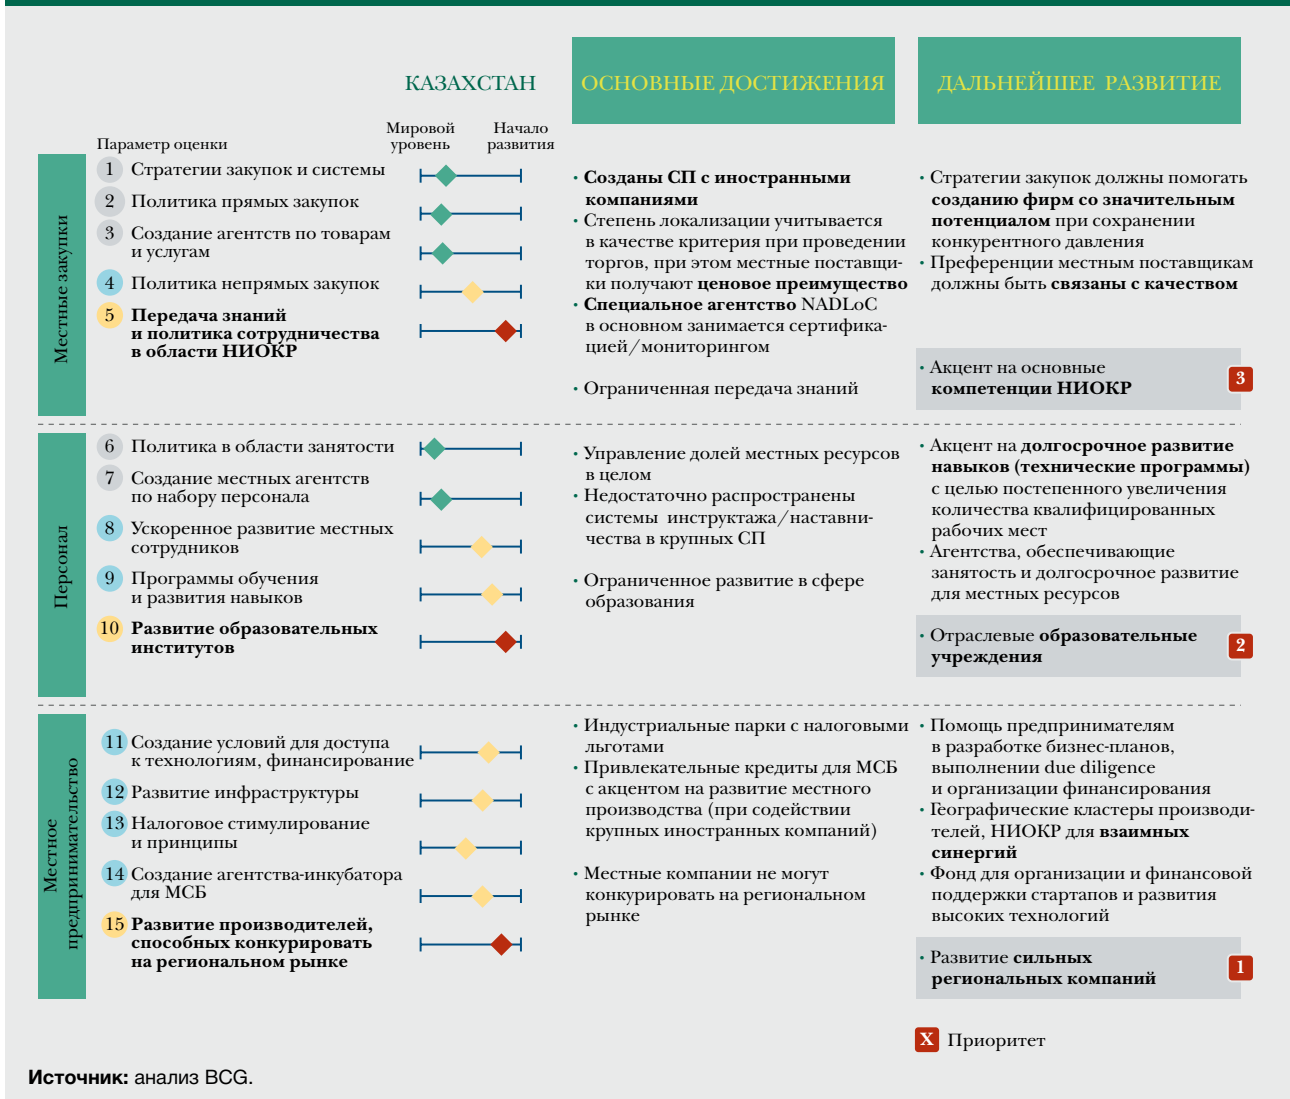 КАЗАХСТАН
ОСНОВНЫЕ ДОСТИЖЕНИЯ
ДАЛЬНЕЙШЕЕ РАЗВИТИЕ
Параметр оценки
Мировой
уровень
Начало
развития
Местные закупки
1 Стратегии закупок и системы
2 Политика прямых закупок
3 Создание агентств по товарам
и услугам
4 Политика непрямых закупок
5 Передача знаний
и политика сотрудничества
в области НИОКР
• Созданы СП с иностранными
компаниями
• Степень локализации учитывается
в качестве критерия при проведении
торгов, при этом местные поставщи-
ки получают ценовое преимущество
• Специальное агентство NADLoC
в основном занимается сертифика-
цией/мониторингом
• Ограниченная передача знаний
• Стратегии закупок должны помогать
созданию фирм со значительным
потенциалом при сохранении
конкурентного давления
• Преференции местным поставщикам
должны быть связаны с качеством
• Акцент на основные
компетенции НИОКР
3
Персонал
6 Политика в области занятости
7 Создание местных агентств
по набору персонала
8 Ускоренное развитие местных
сотрудников
9 Программы обучения
и развития навыков
10 Развитие образовательных
институтов
• Управление долей местных ресурсов
в целом
• Недостаточно распространены
системы инструктажа/наставни-
чества в крупных СП
• Ограниченное развитие в сфере
образования
• Акцент на долгосрочное развитие
навыков (технические программы)
с целью постепенного увеличения
количества квалифицированных
рабочих мест
• Агентства, обеспечивающие
занятость и долгосрочное развитие
для местных ресурсов
• Отраслевые образовательные
учреждения
2
Местное
предпринимательство
11 Создание условий для доступа
к технологиям, финансирование
12 Развитие инфраструктуры
13 Налоговое стимулирование
и принципы
14 Создание агентства-инкубатора
для МСБ
15 Развитие производителей,
способных конкурировать
на региональном рынке
• Индустриальные парки с налоговыми
льготами
• Привлекательные кредиты для МСБ
с акцентом на развитие местного
производства (при содействии
крупных иностранных компаний)
• Местные компании не могут
конкурировать на региональном
рынке
• Помощь предпринимателям
в разработке бизнес-планов,
выполнении due diligence
и организации финансирования
• Географические кластеры производи-
телей, НИОКР для взаимных
синергий
• Фонд для организации и финансовой
поддержки стартапов и развития
высоких технологий
• Развитие сильных
региональных компаний
1
X Приоритет
Источник: анализ BCG.